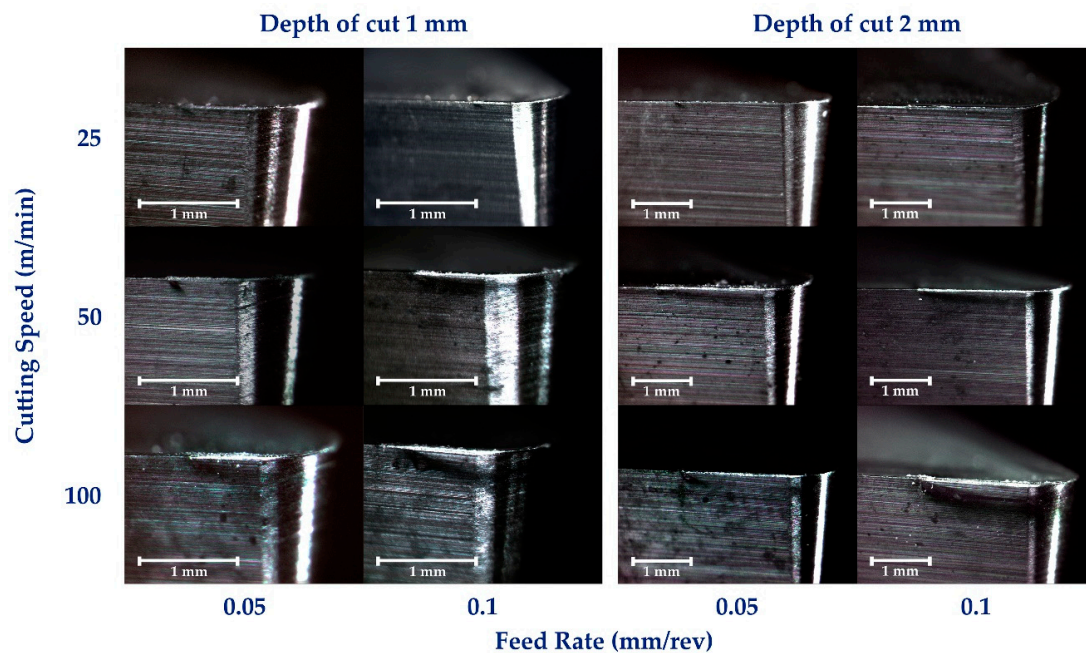 Depth of cut 1 mm
Depth of cut 2 mm
Cutting Speed (m/min)
25
1 mm
1 mm
1 mm
1 mm
50
1 mm
1 mm
1 mm
1 mm
100
1 mm
1 mm
1 mm
1 mm
0.05
0.1
0.05
0.1
Feed Rate (mm/rev)